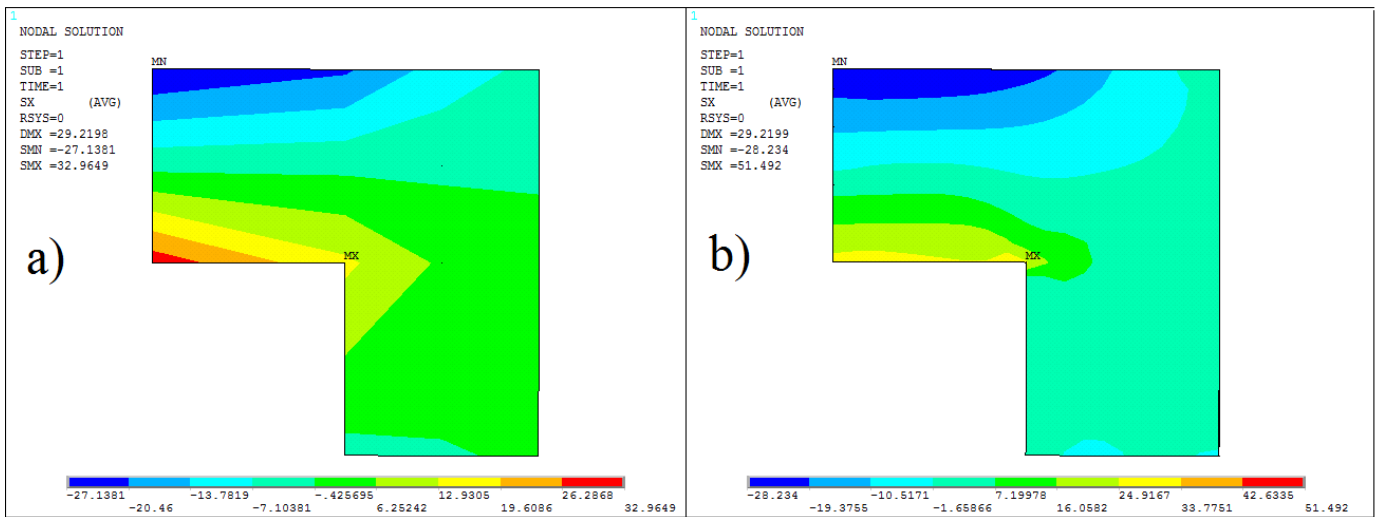 1
NODAL SOLUTION
STEP=1
SUB =1
TIME=1
SX (AVG)
RSYS=0
DMX =29.2198
SMN =-27.1381
SMX =32.9649
MN
MX
a)
-27.1381 -13.7819 -.425695 12.9305 26.2868
-20.46 -7.10381 6.25242 19.6086 32.9649
1
NODAL SOLUTION
STEP=1
SUB =1
TIME=1
SX (AVG)
RSYS=0
DMX =29.2199
SMN =-28.234
SMX =51.492
MN
MX
b)
-28.234 -10.5171 7.19978 24.9167 42.6335
-19.3755 -1.65866 16.0582 33.7751 51.492